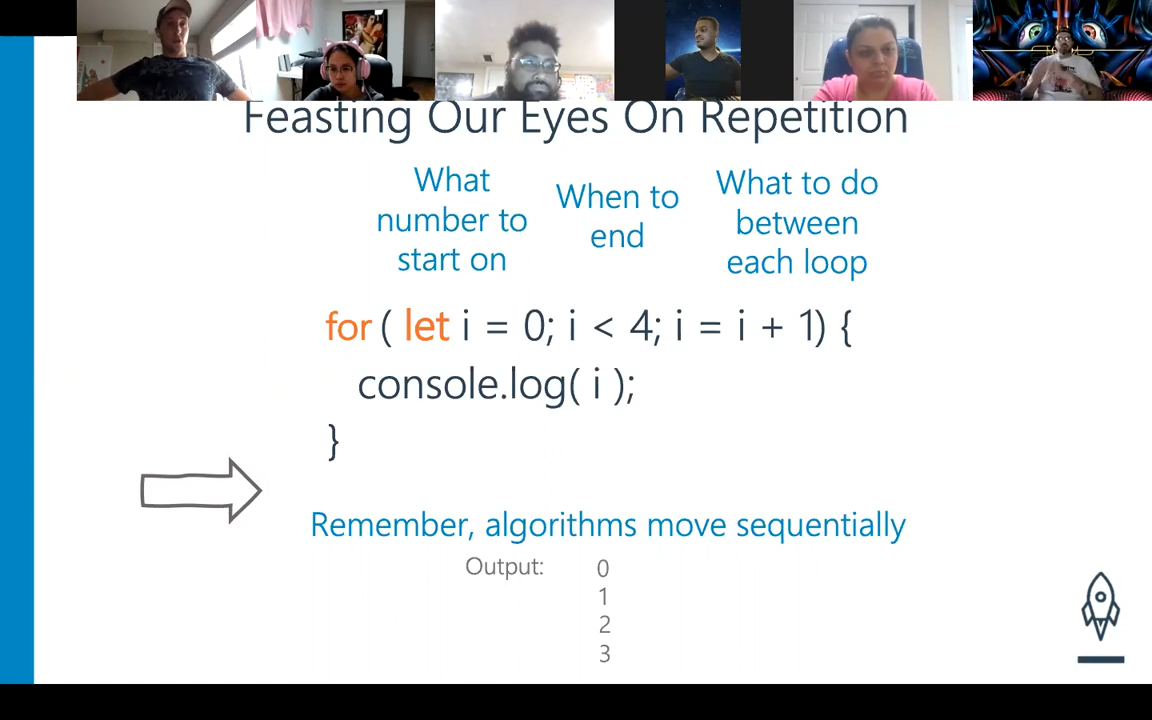 Feasting Our Eyes On Repetition
What
number to
start on
When to
end
What to do
between
each loop
for ( let i = 0; i < 4; i = i + 1) {
console.log( i );
}
Remember, algorithms move sequentially
Output: 0
1
2
3